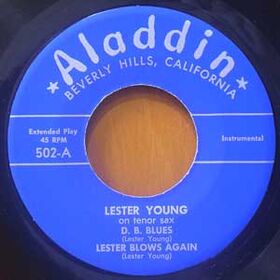 ★Aladdin★
BEVERLY HILLS, CALIFORNIA
Extended Play
45 RPM
502-A
Instrumental
LESTER YOUNG
on tenor sax
D. B. BLUES
(Lester Young)
LESTER BLOWS AGAIN
(Lester Young)